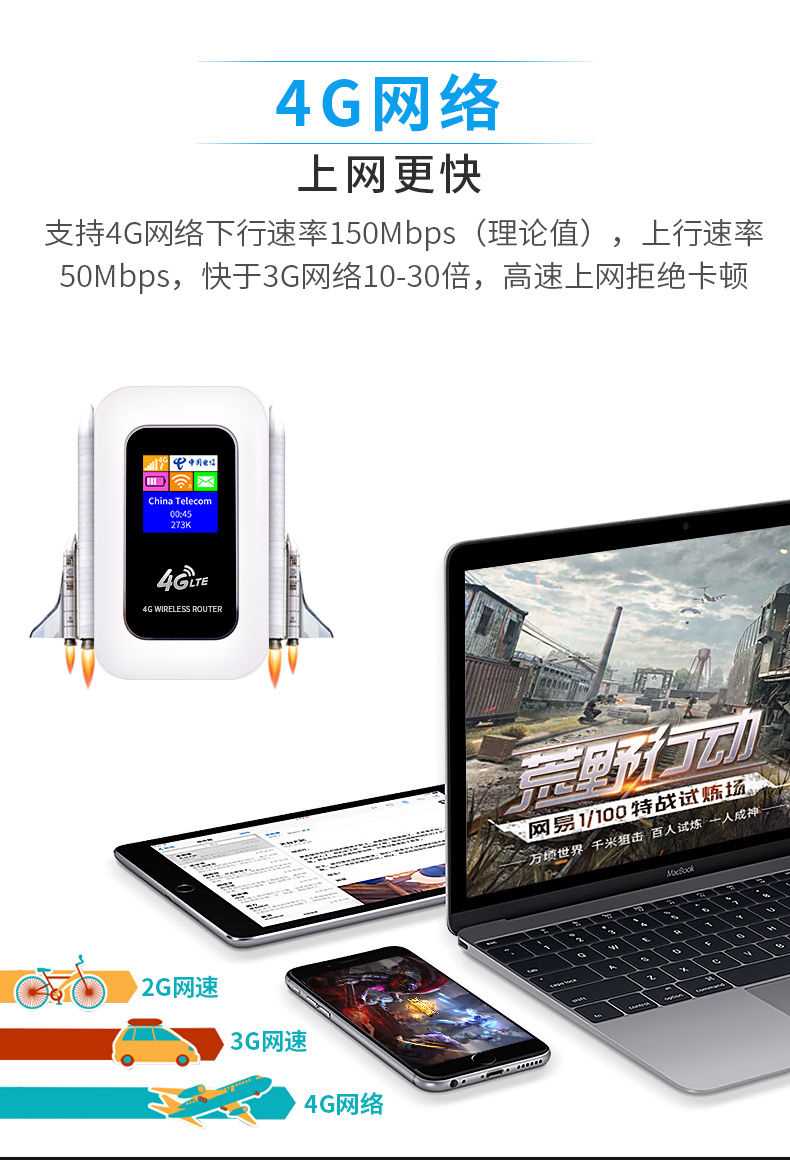 4G网络
上网更快
支持4G网络下行速率150Mbps（理论值），上行速率
50Mbps，快于3G网络10-30倍，高速上网拒绝卡顿
4G
中国电信
China Telecom
00:45
273K
4G LTE
4G WIRELESS ROUTER
荒野行动
网易1/100特战试炼场
万顷世界 千米狙击 百人试炼 一人成神
MacBook
2G网速
3G网速
4G网络